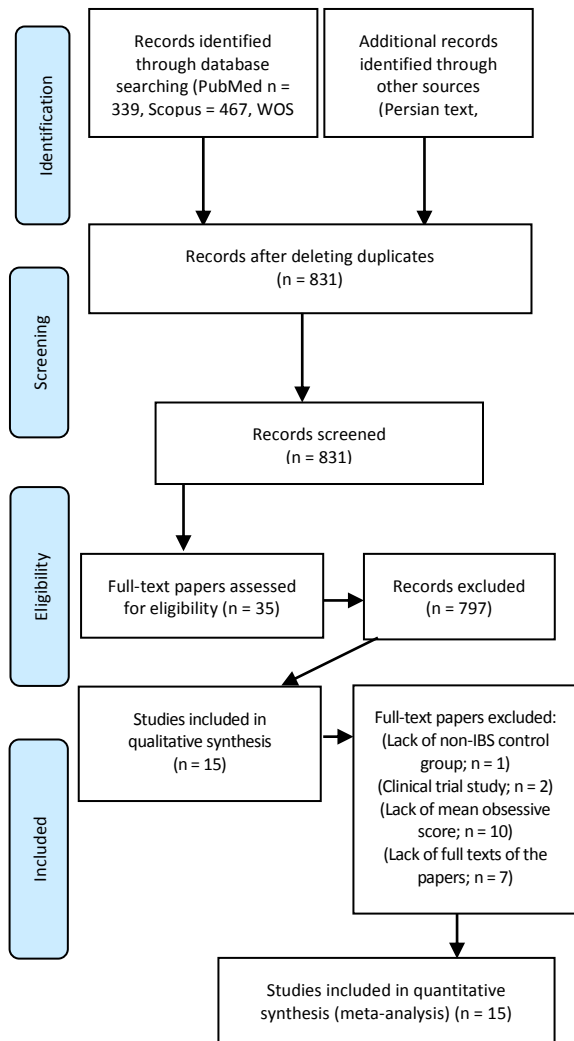 Identification
Records identified
through database
searching (PubMed n =
339, Scopus = 467, WOS
Additional records
identified through
other sources
(Persian text,
Records after deleting duplicates
(n = 831)
Screening
Records screened
(n = 831)
Eligibility
Full-text papers assessed
for eligibility (n = 35)
Records excluded
(n = 797)
Included
Studies included in
qualitative synthesis
(n = 15)
Full-text papers excluded:
(Lack of non-IBS control
group; n = 1)
(Clinical trial study; n = 2)
(Lack of mean obsessive
score; n = 10)
(Lack of full texts of the
papers; n = 7)
Studies included in quantitative
synthesis (meta-analysis) (n = 15)